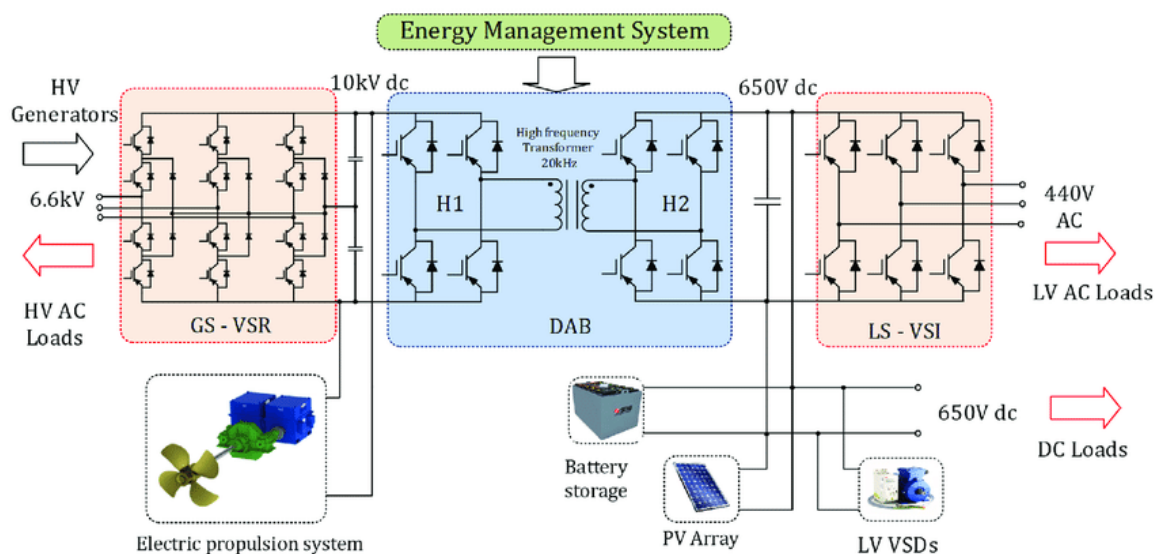 Energy Management System
HV
Generators
10kV dc
650V dc
High frequency
Transformer
20kHz
6.6kV
H1
H2
440V
AC
HV AC
Loads
GS - VSR
DAB
LS - VSI
LV AC Loads
650V dc
DC Loads
Battery
storage
Electric propulsion system
PV Array
LV VSDs